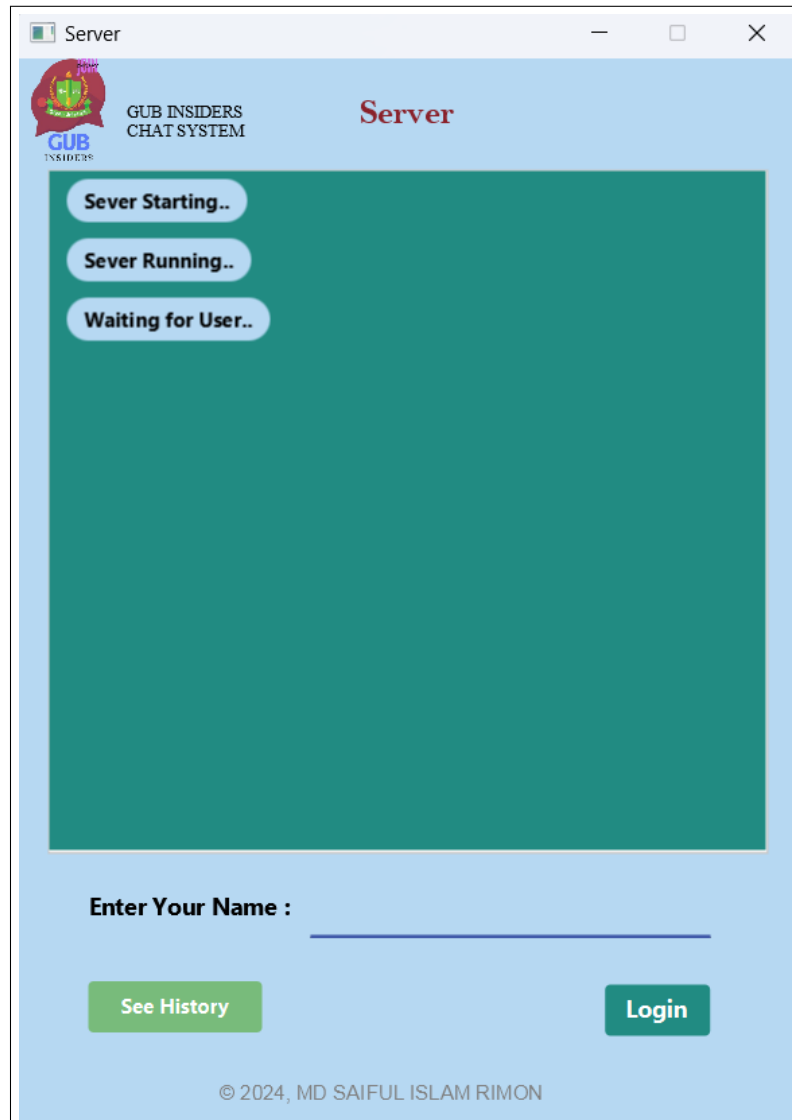 Server
GUB INSIDERS
CHAT SYSTEM
Server
GUB
INSIDERS
Sever Starting..
Sever Running..
Waiting for User..
Enter Your Name :
See History
Login
© 2024, MD SAIFUL ISLAM RIMON